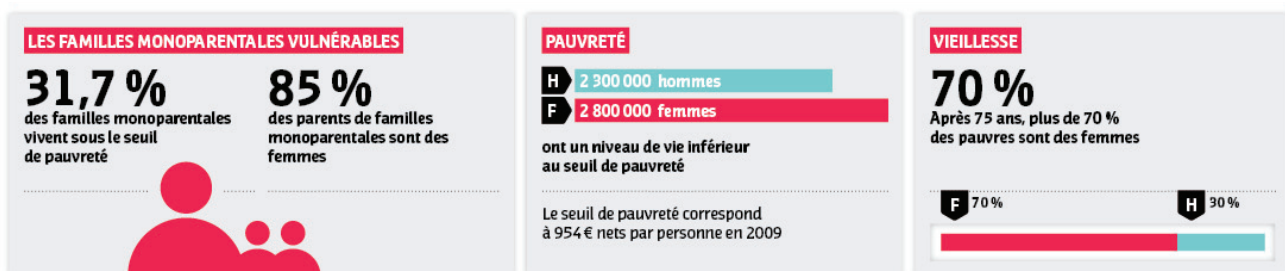 LES FAMILLES MONOPARENTALES VULNÉRABLES
31,7 %
des familles monoparentales
vivent sous le seuil
de pauvreté
85 %
des parents de familles
monoparentales sont des
femmes
PAUVRETÉ
H 2 300 000 hommes
F 2 800 000 femmes
ont un niveau de vie inférieur
au seuil de pauvreté
Le seuil de pauvreté correspond
à 954 € nets par personne en 2009
VIEILLESSE
70 %
Après 75 ans, plus de 70 %
des pauvres sont des femmes
F 70 % H 30 %